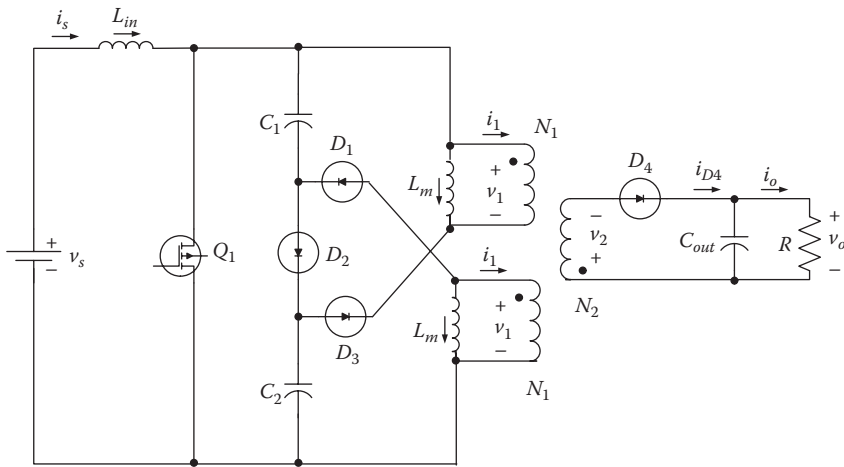 i_s
L_in
C_1
D_1
i_1
N_1
L_m
+
v_1
−
D_4
i_D4
i_o
+
v_s
−
Q_1
D_2
−
v_2
+
C_out
R
+
v_o
−
i_1
D_3
L_m
+
v_1
−
N_2
C_2
N_1